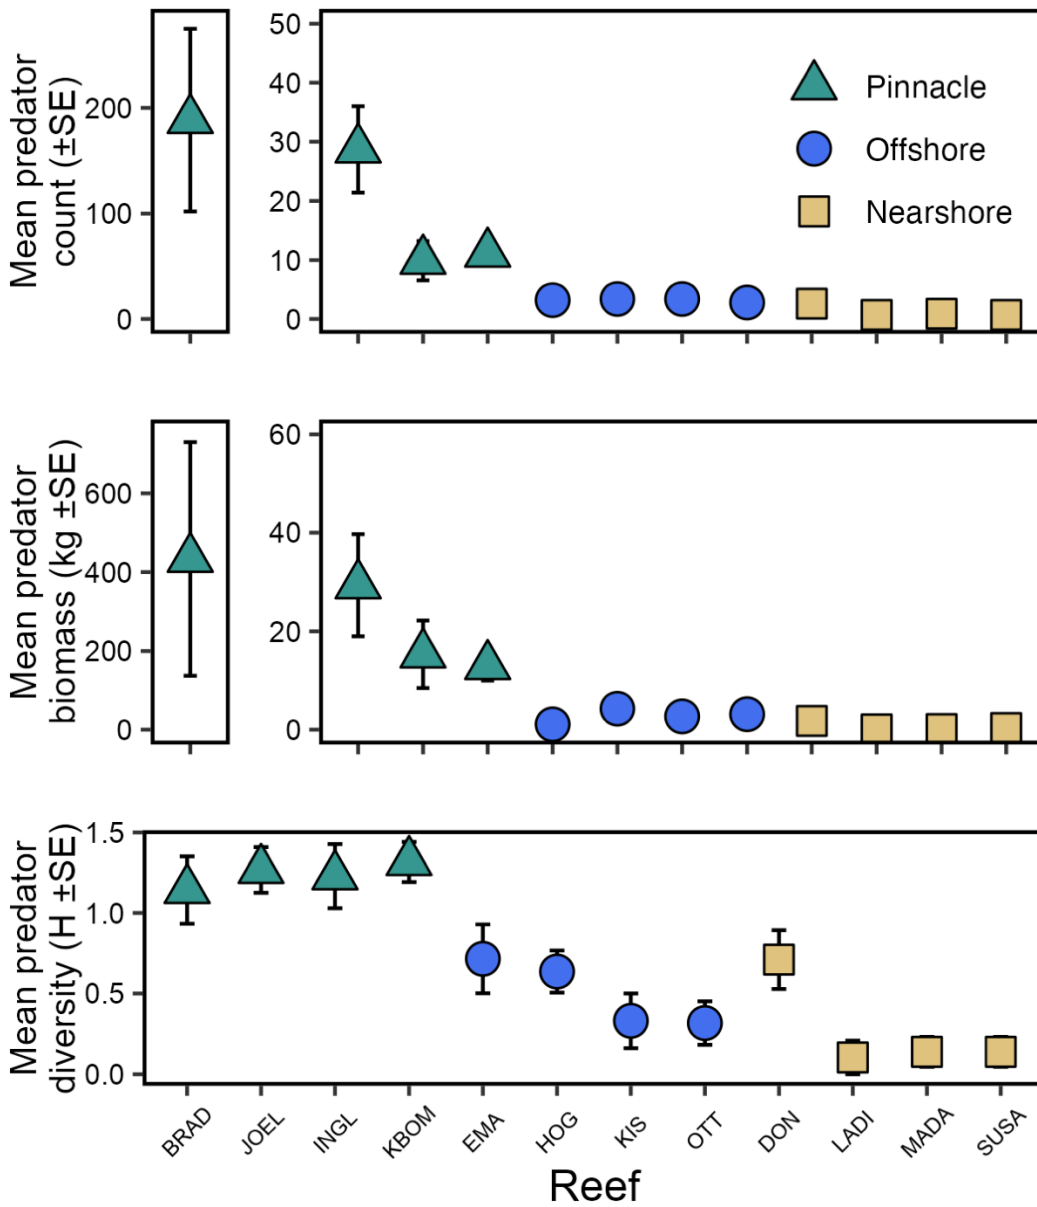 Mean predator
count (±SE)
200
100
0
50
40
30
20
10
0
Pinnacle
Offshore
Nearshore
Mean predator
biomass (kg ±SE)
600
400
200
0
60
40
20
0
Mean predator
diversity (H ±SE)
1.5
1.0
0.5
0.0
BRAD
JOEL
INGL
KBOM
EMA
HOG
KIS
OTT
DON
LADI
MADA
SUSA
Reef